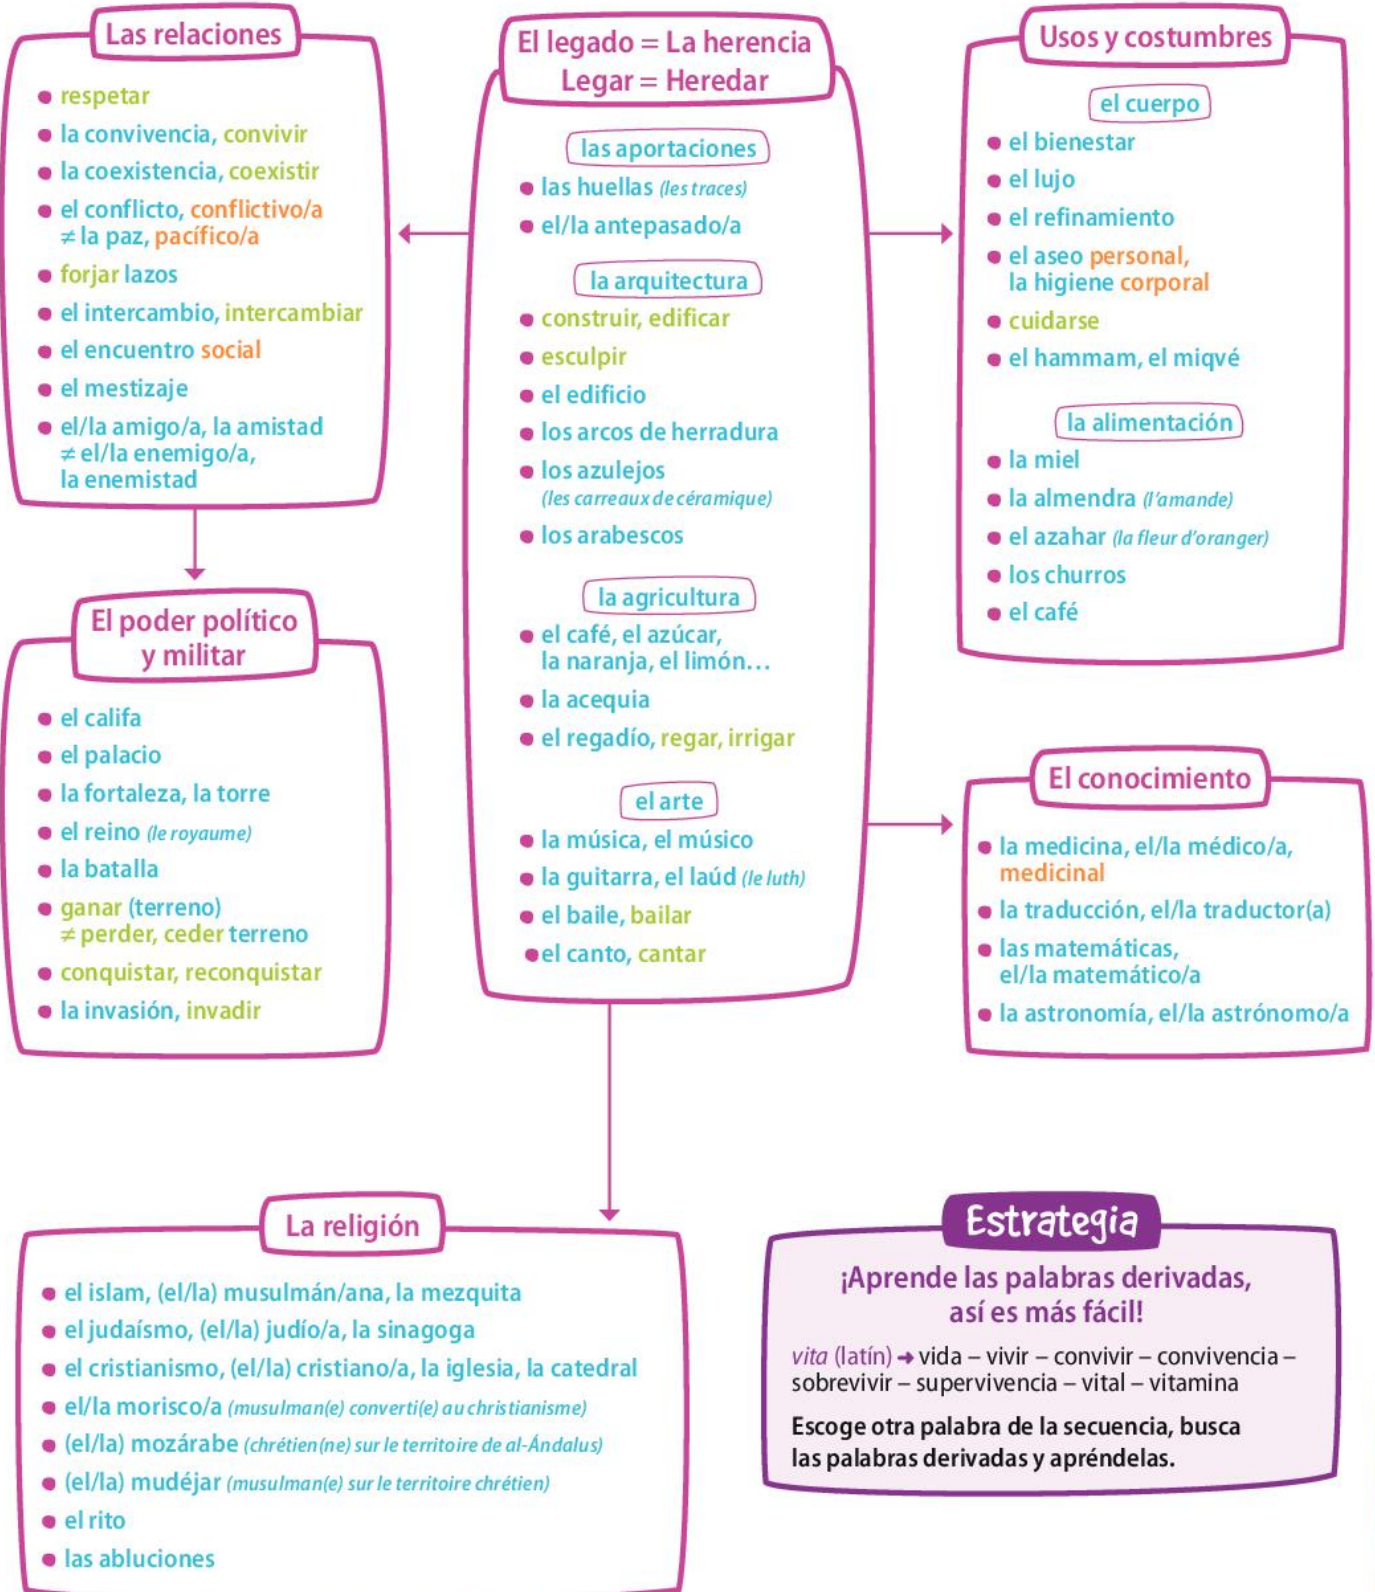 Las relaciones
respetar
la convivencia, convivir
la coexistencia, coexistir
el conflicto, conflictivo/a
≠ la paz, pacífico/a
forjar lazos
el intercambio, intercambiar
el encuentro social
el mestizaje
el/la amigo/a, la amistad
≠ el/la enemigo/a,
la enemistad
El poder político
y militar
el califa
el palacio
la fortaleza, la torre
el reino (le royaume)
la batalla
ganar (terreno)
≠ perder, ceder terreno
conquistar, reconquistar
la invasión, invadir
El legado = La herencia
Legar = Heredar
las aportaciones
las huellas (les traces)
el/la antepasado/a
la arquitectura
construir, edificar
esculpir
el edificio
los arcos de herradura
los azulejos
(les carreaux de céramique)
los arabescos
la agricultura
el café, el azúcar,
la naranja, el limón…
la acequia
el regadío, regar, irrigar
el arte
la música, el músico
la guitarra, el laúd (le luth)
el baile, bailar
el canto, cantar
Usos y costumbres
el cuerpo
el bienestar
el lujo
el refinamiento
el aseo personal,
la higiene corporal
cuidarse
el hammam, el miqvé
la alimentación
la miel
la almendra (l'amande)
el azahar (la fleur d'oranger)
los churros
el café
El conocimiento
la medicina, el/la médico/a,
medicinal
la traducción, el/la traductor(a)
las matemáticas,
el/la matemático/a
la astronomía, el/la astrónomo/a
La religión
el islam, (el/la) musulmán/ana, la mezquita
el judaísmo, (el/la) judío/a, la sinagoga
el cristianismo, (el/la) cristiano/a, la iglesia, la catedral
el/la morisco/a (musulman(e) converti(e) au christianisme)
(el/la) mozárabe (chrétien(ne) sur le territoire de al-Ándalus)
(el/la) mudéjar (musulman(e) sur le territoire chrétien)
el rito
las abluciones
Estrategia
¡Aprende las palabras derivadas,
así es más fácil!
vita (latín) ➜ vida – vivir – convivir – convivencia –
sobrevivir – supervivencia – vital – vitamina
Escoge otra palabra de la secuencia, busca
las palabras derivadas y apréndelas.